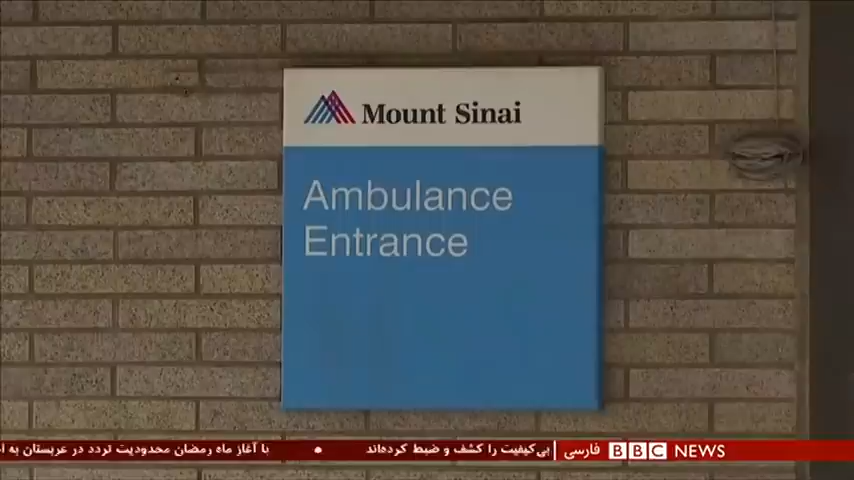 Mount Sinai
Ambulance
Entrance
با آغاز ماه رمضان محدودیت تردد در عربستان به ا
بی‌کیفیت را کشف و ضبط کرده‌اند
فارسی BBC NEWS